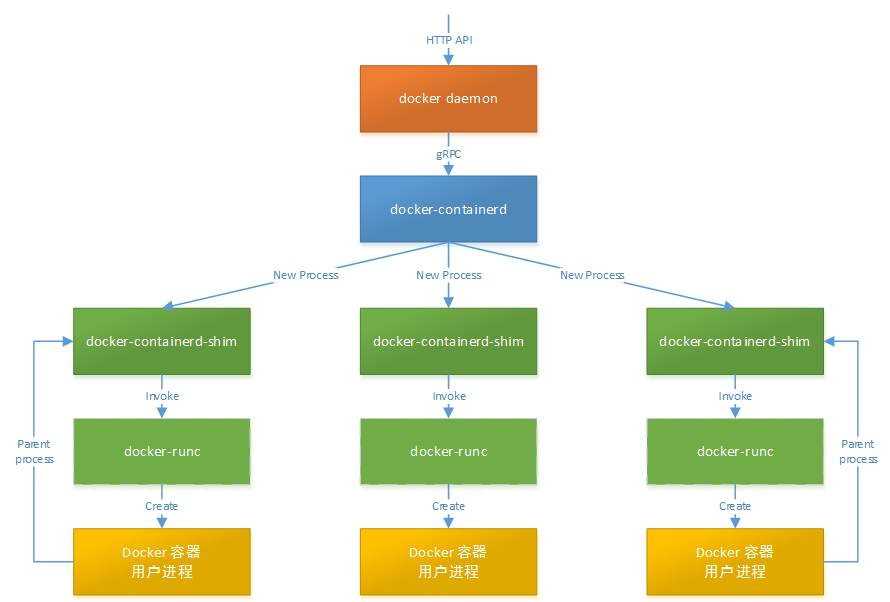 HTTP API
docker daemon
gRPC
docker-containerd
New Process
New Process
New Process
docker-containerd-shim
docker-containerd-shim
docker-containerd-shim
Invoke
Invoke
Invoke
Parent
process
docker-runc
docker-runc
docker-runc
Parent
process
Create
Create
Create
Docker 容器
用户进程
Docker 容器
用户进程
Docker 容器
用户进程